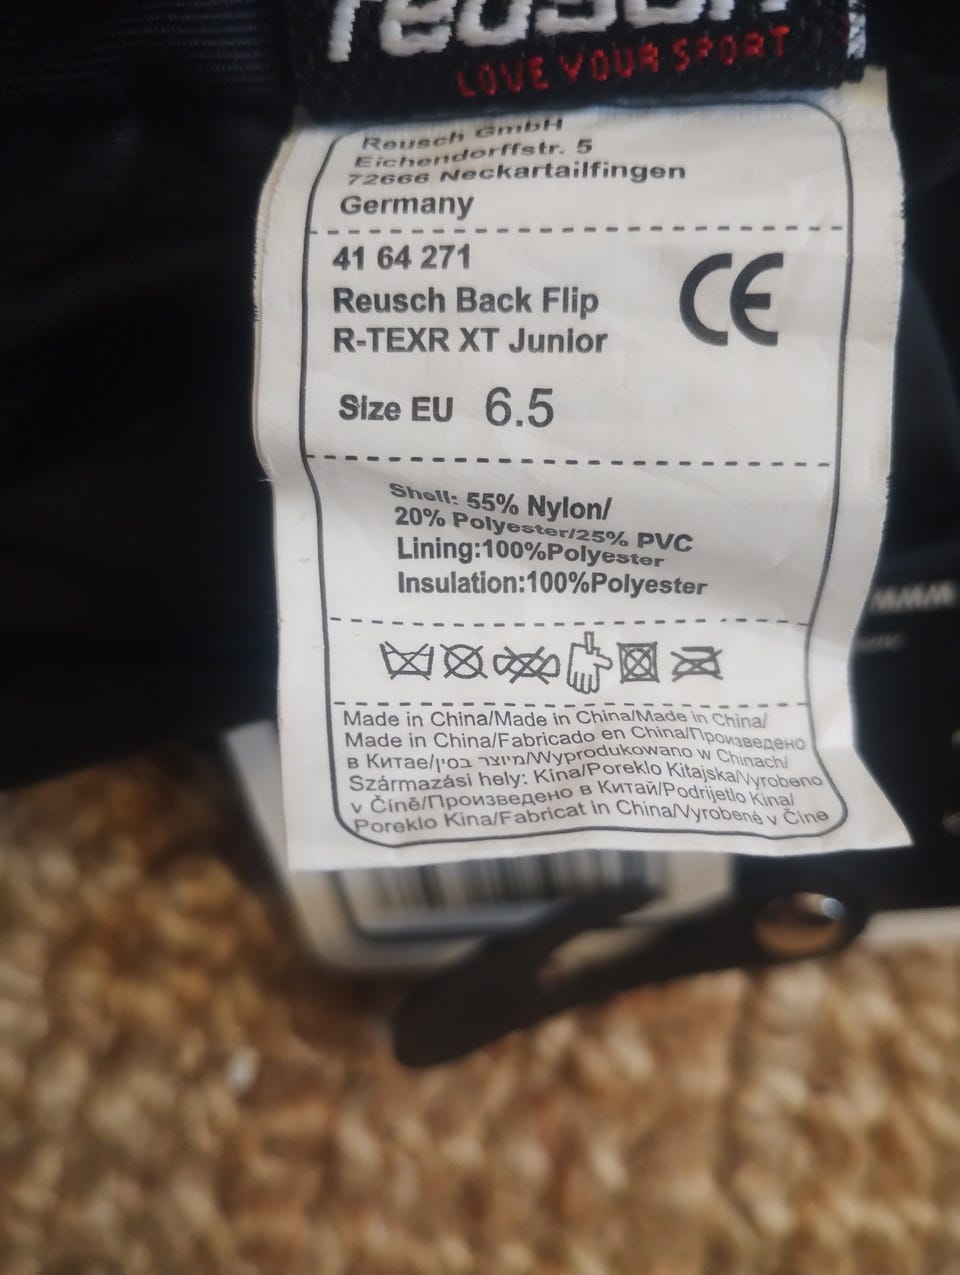 reusch
LOVE YOUR SPORT
Reusch GmbH
Eichendorffstr. 5
72666 Neckartailfingen
Germany
41 64 271
Reusch Back Flip
R-TEXR XT Junior
CE
Size EU 6.5
Shell: 55% Nylon/
20% Polyester/25% PVC
Lining:100%Polyester
Insulation:100%Polyester
Made in China/Made in China/Made in China/
Made in China/Fabricado en China/Произведено
в Китае/מיוצר בסין/Wyprodukowano w Chinach/
Származási hely: Kína/Poreklo Kitajska/Vyrobeno
v Číně/Произведено в Китай/Podrijetlo Kina/
Poreklo Kina/Fabricat in China/Vyrobené v Číne
www